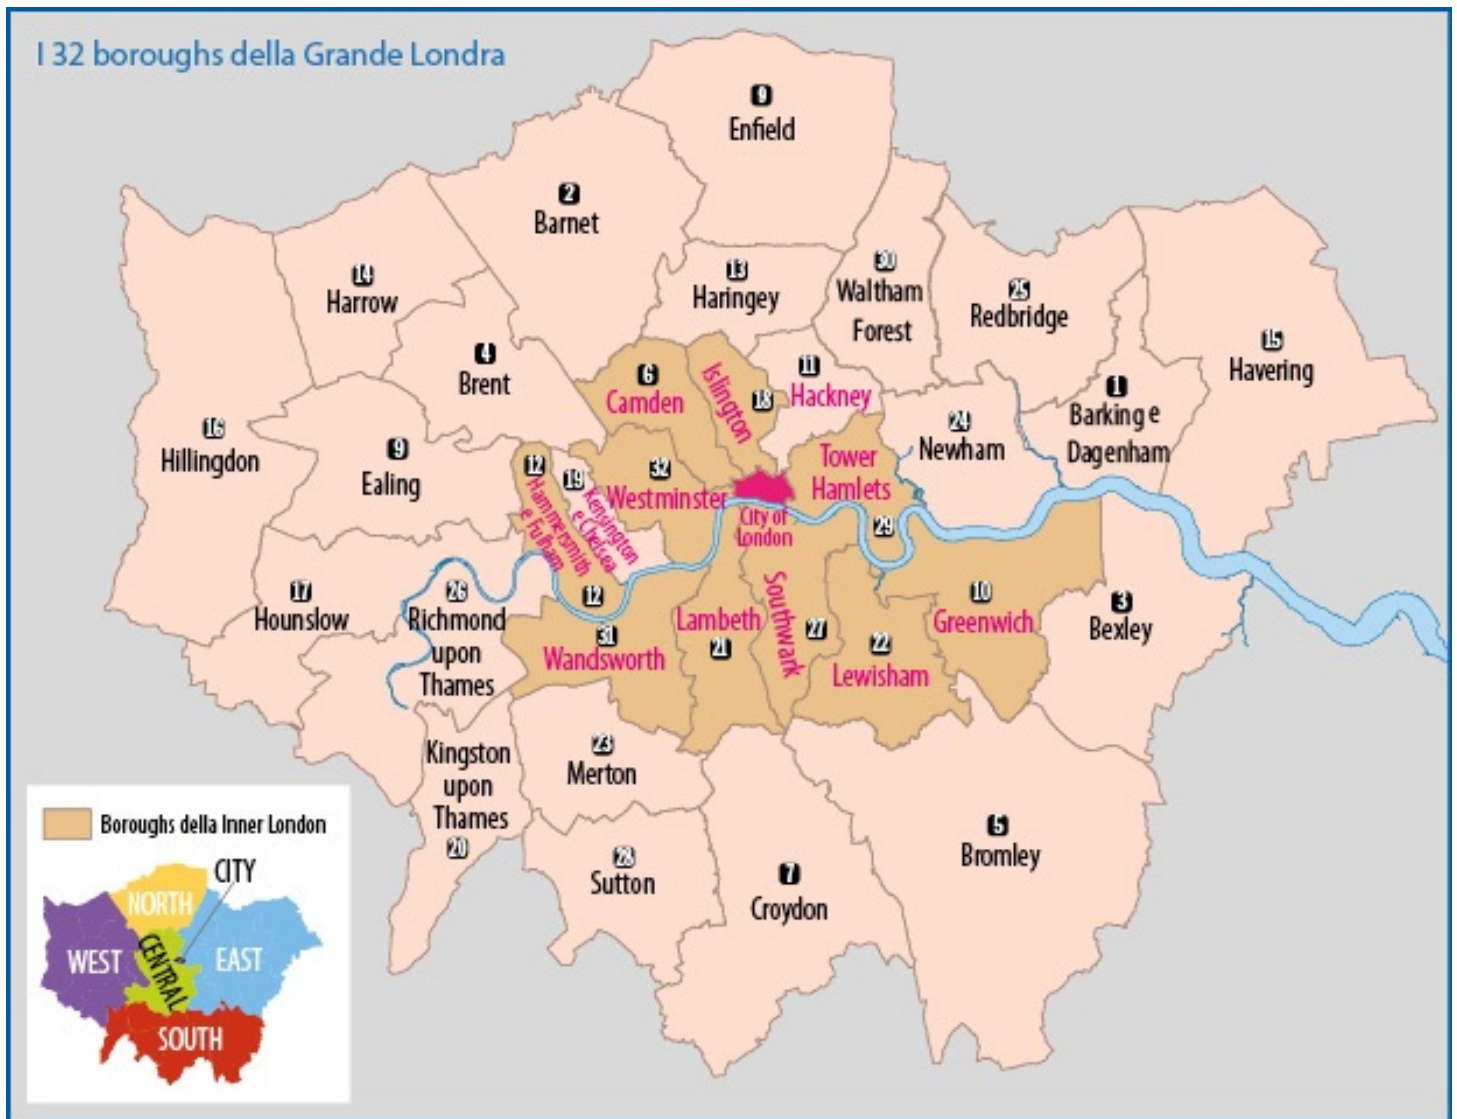 I 32 boroughs della Grande Londra
9
Enfield
2
Barnet
14
Harrow
13
Haringey
30
Waltham
Forest
25
Redbridge
15
Havering
4
Brent
6
Camden
Islington
18
11
Hackney
1
Barking e
Dagenham
24
Newham
16
Hillingdon
9
Ealing
12
Hammersmith
e Fulham
12
19
Kensington
e Chelsea
32
Westminster
City of
London
Tower
Hamlets
29
17
Hounslow
26
Richmond
upon
Thames
31
Wandsworth
Lambeth
21
Southwark
27
22
Lewisham
10
Greenwich
3
Bexley
Kingston
upon
Thames
20
23
Merton
28
Sutton
7
Croydon
5
Bromley
Boroughs della Inner London
CITY
NORTH
WEST
CENTRAL
EAST
SOUTH